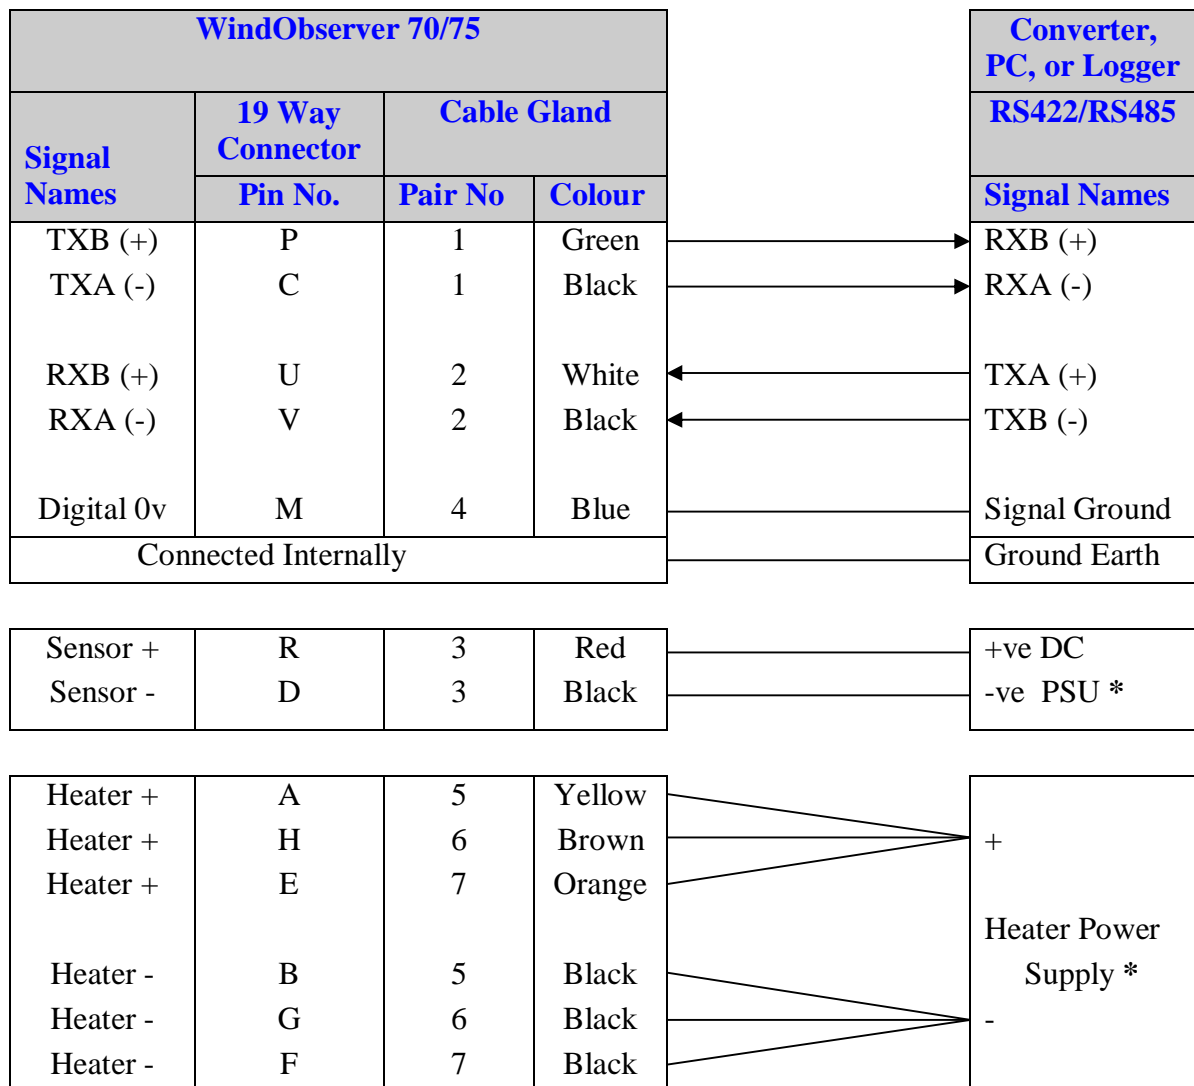 WindObserver 70/75
Converter,
PC, or Logger
Signal
Names
19 Way
Connector
Cable Gland
RS422/RS485
Pin No.
Pair No
Colour
Signal Names
TXB (+) P 1 Green RXB (+)
TXA (-) C 1 Black RXA (-)
RXB (+) U 2 White TXA (+)
RXA (-) V 2 Black TXB (-)
Digital 0v M 4 Blue Signal Ground
Connected Internally Ground Earth
Sensor + R 3 Red +ve DC
Sensor - D 3 Black -ve PSU *
Heater + A 5 Yellow
Heater + H 6 Brown +
Heater + E 7 Orange
Heater Power
Heater - B 5 Black Supply *
Heater - G 6 Black -
Heater - F 7 Black